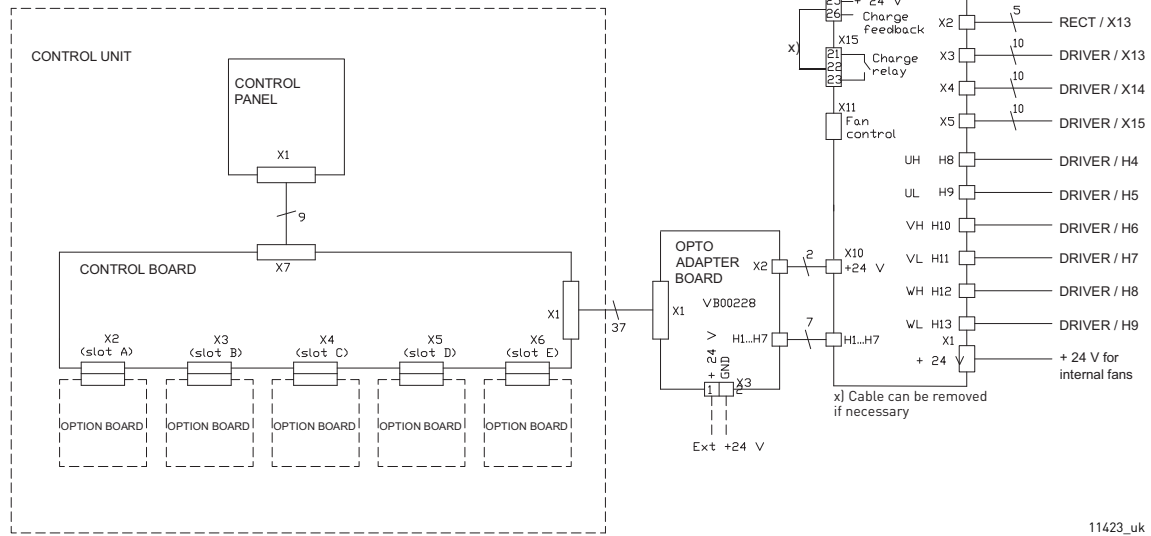 CONTROL UNIT
CONTROL
PANEL
X1
9
X7
CONTROL BOARD
X1
37
X2
(slot A)
X3
(slot B)
X4
(slot C)
X5
(slot D)
X6
(slot E)
OPTION BOARD
OPTION BOARD
OPTION BOARD
OPTION BOARD
OPTION BOARD
OPTO
ADAPTER
BOARD
VB00228
X1
X2
2
H1...H7
7
+ 24 V
GND
1
2
X3
Ext +24 V
25
+ 24 V
26
Charge
feedback
x)
X15
21
22
23
Charge
relay
X11
Fan
control
X10
+24 V
H1...H7
X2
5
RECT / X13
X3
10
DRIVER / X13
X4
10
DRIVER / X14
X5
10
DRIVER / X15
UH H8
DRIVER / H4
UL H9
DRIVER / H5
VH H10
DRIVER / H6
VL H11
DRIVER / H7
WH H12
DRIVER / H8
WL H13
DRIVER / H9
X1
+ 24 V
+ 24 V for
internal fans
x) Cable can be removed
if necessary
11423_uk